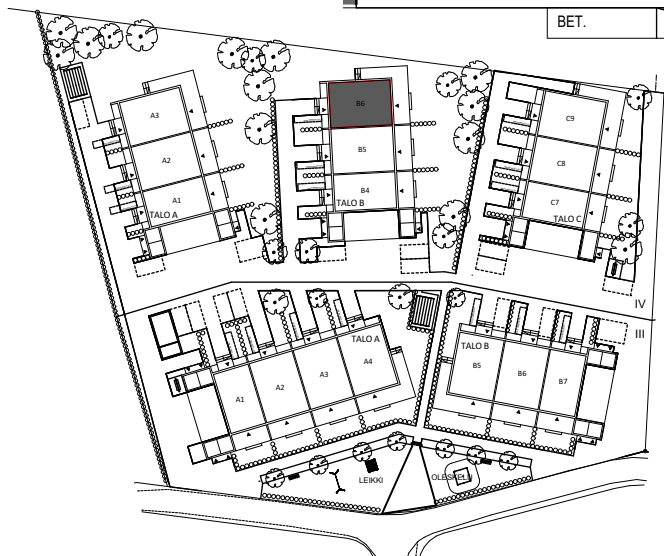 BET.
B6
A3
C9
B5
A2
C8
B4
A1
C7
TALO B
TALO A
TALO C
IV
III
TALO A
TALO B
A4
A3
B5
B6
B7
A2
A1
LEIKKI
OLESKELU